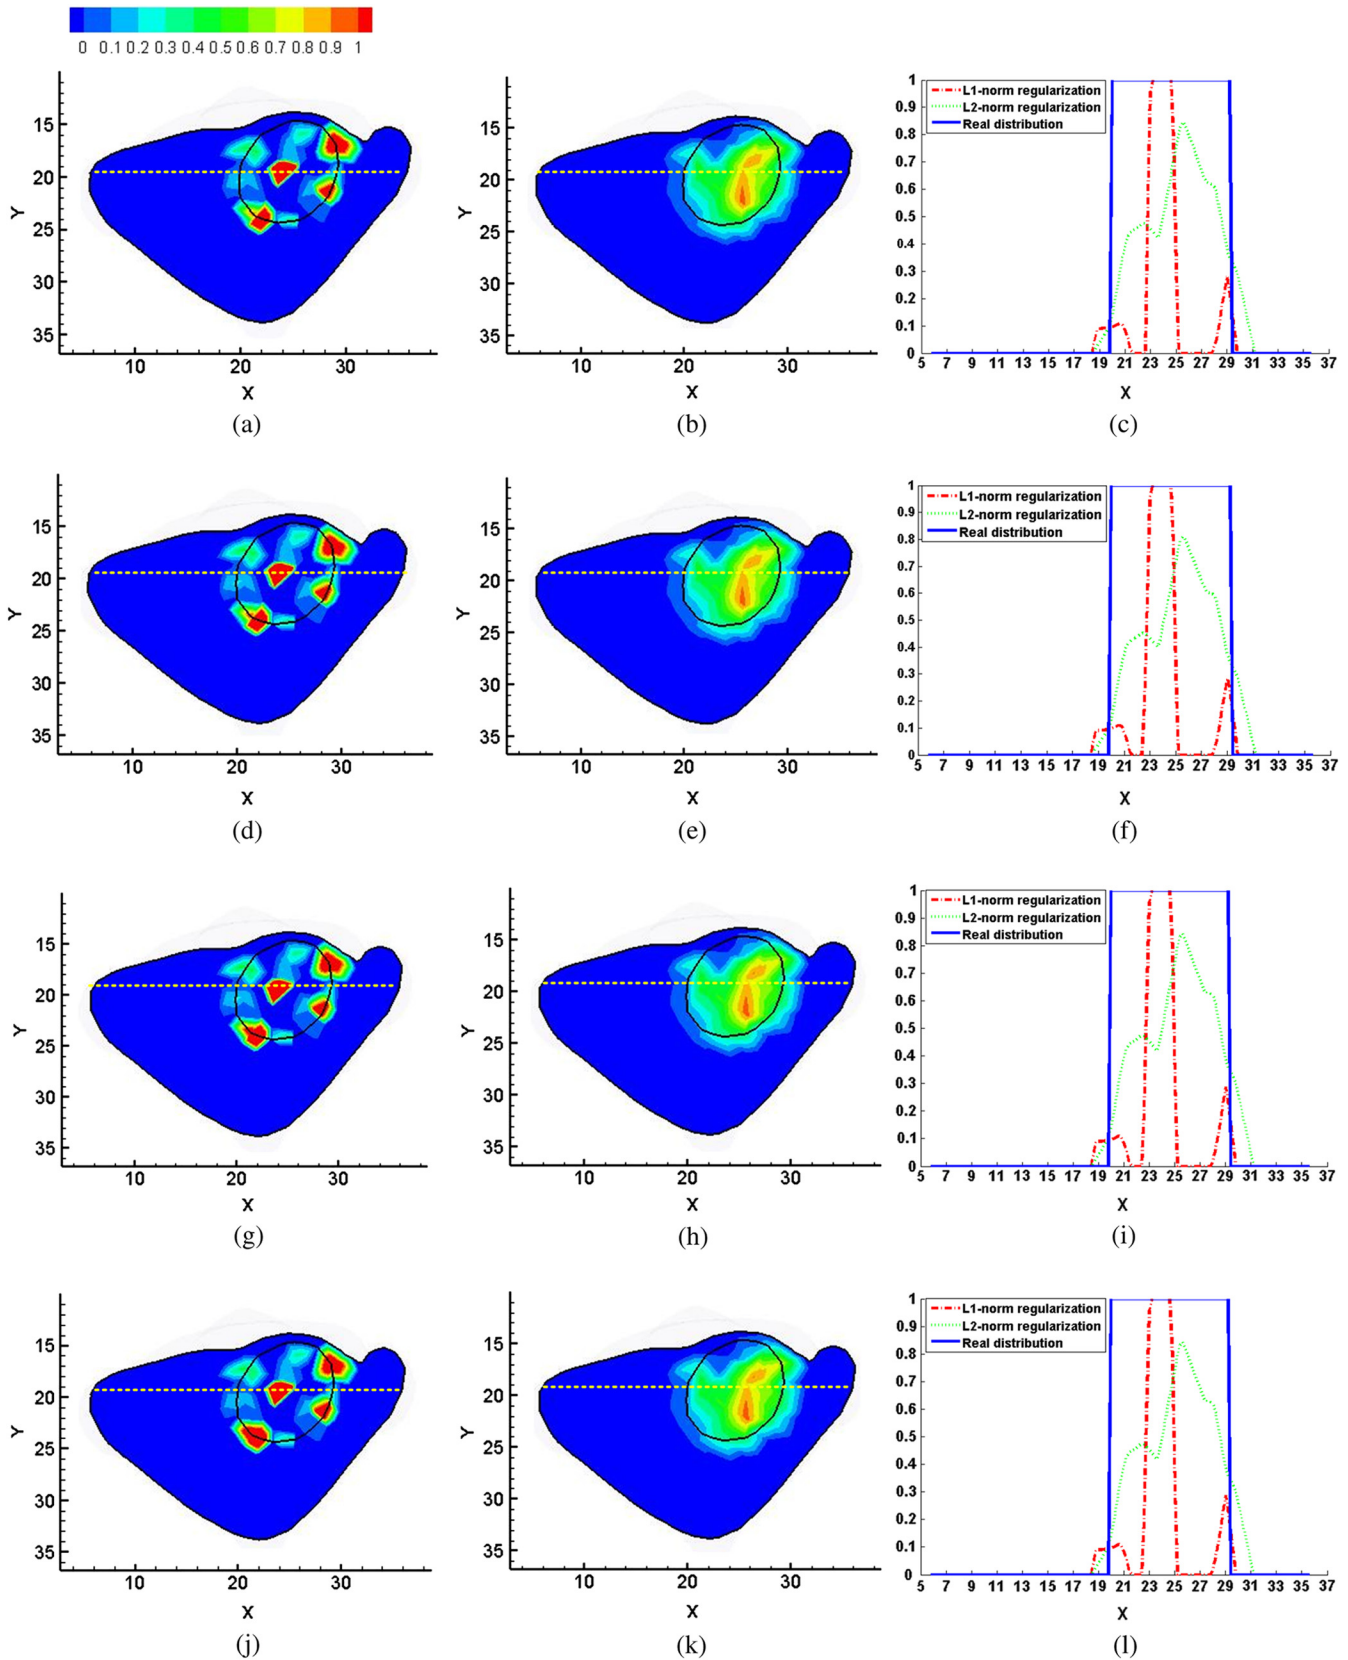 0 0.1 0.2 0.3 0.4 0.5 0.6 0.7 0.8 0.9 1
15
20
25
30
35
Y
10 20 30
X
(a)
15
20
25
30
35
Y
10 20 30
X
(b)
L1-norm regularization
L2-norm regularization
Real distribution
1
0.9
0.8
0.7
0.6
0.5
0.4
0.3
0.2
0.1
0
5 7 9 11 13 15 17 19 21 23 25 27 29 31 33 35 37
X
(c)
15
20
25
30
35
Y
10 20 30
X
(d)
15
20
25
30
35
Y
10 20 30
X
(e)
L1-norm regularization
L2-norm regularization
Real distribution
1
0.9
0.8
0.7
0.6
0.5
0.4
0.3
0.2
0.1
0
5 7 9 11 13 15 17 19 21 23 25 27 29 31 33 35 37
X
(f)
15
20
25
30
35
Y
10 20 30
X
(g)
15
20
25
30
35
Y
10 20 30
X
(h)
L1-norm regularization
L2-norm regularization
Real distribution
1
0.9
0.8
0.7
0.6
0.5
0.4
0.3
0.2
0.1
0
5 7 9 11 13 15 17 19 21 23 25 27 29 31 33 35 37
X
(i)
15
20
25
30
35
Y
10 20 30
X
(j)
15
20
25
30
35
Y
10 20 30
X
(k)
L1-norm regularization
L2-norm regularization
Real distribution
1
0.9
0.8
0.7
0.6
0.5
0.4
0.3
0.2
0.1
0
5 7 9 11 13 15 17 19 21 23 25 27 29 31 33 35 37
X
(l)